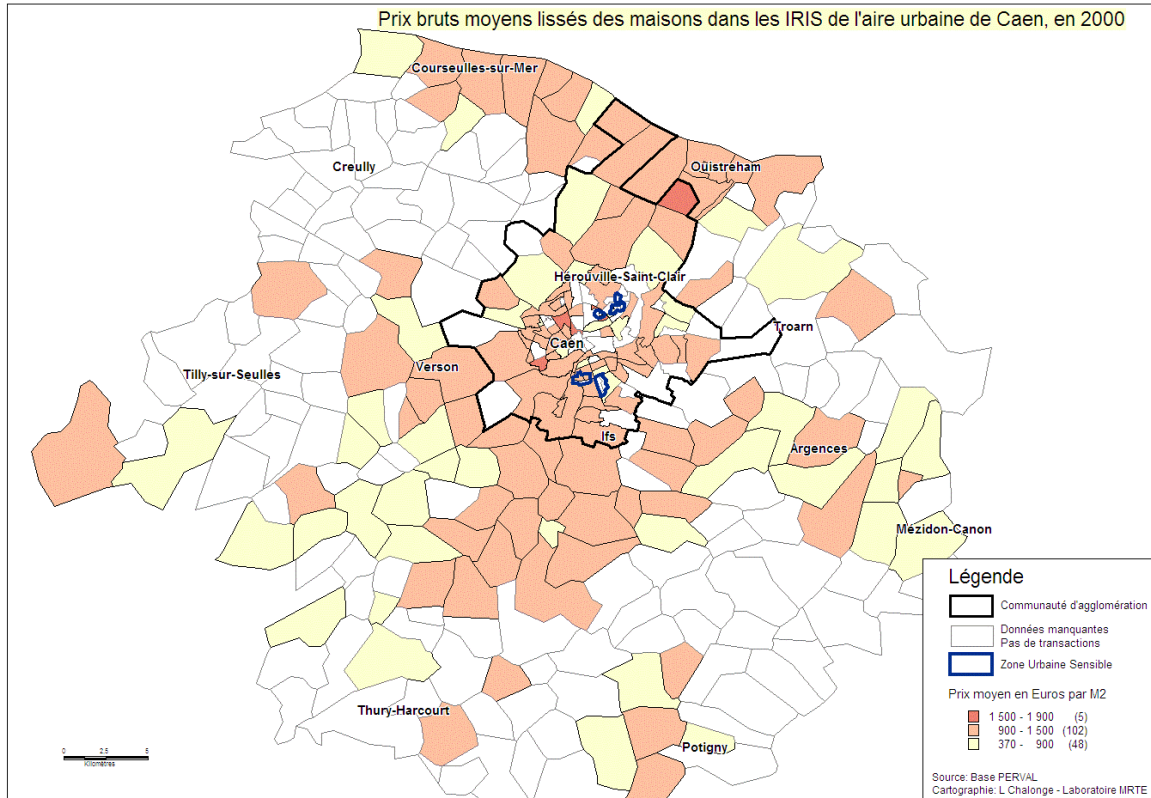 Prix bruts moyens lissés des maisons dans les IRIS de l'aire urbaine de Caen, en 2000
Courseulles-sur-Mer
Creully
Ouistreham
Hérouville-Saint-Clair
Troarn
Caen
Verson
Tilly-sur-Seulles
Ifs
Argences
Mézidon-Canon
Thury-Harcourt
Potigny
0 2,5 5
Kilomètres
Légende
Communauté d'agglomération
Données manquantes
Pas de transactions
Zone Urbaine Sensible
Prix moyen en Euros par M2
1 500 - 1 900 (5)
900 - 1 500 (102)
370 - 900 (48)
Source: Base PERVAL
Cartographie: L Chalonge - Laboratoire MRTE